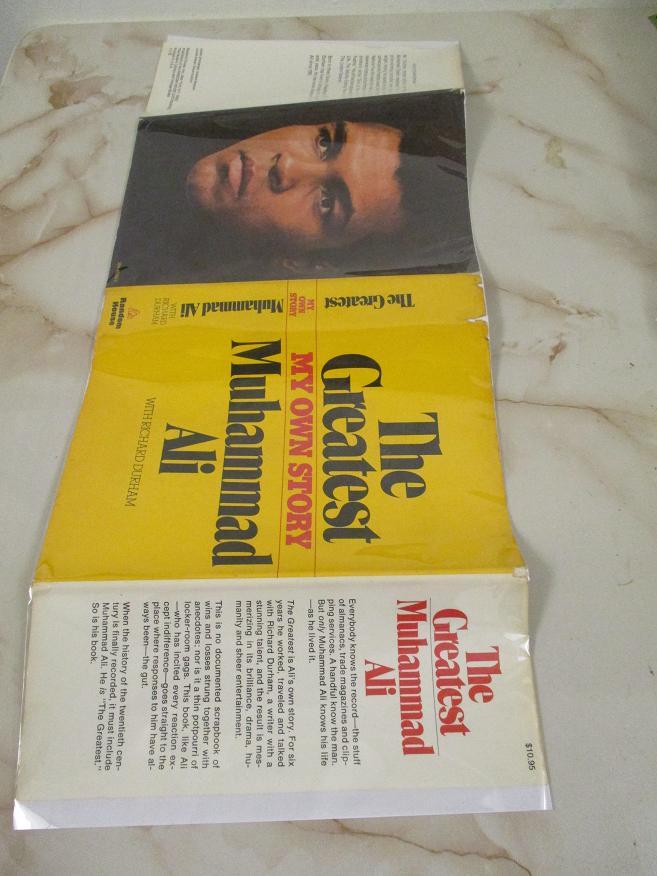 The
Greatest
MY OWN STORY
Muhammad
Ali
WITH RICHARD DURHAM
The Greatest
MY
OWN
STORY
Muhammad Ali
WITH
RICHARD
DURHAM
Random
House
$10.95
The
Greatest
Muhammad
Ali
Everybody knows the record—the stuff
of almanacs, trade magazines and clip-
ping services. A handful know the man.
But only Muhammad Ali knows his life
—as he lived it.
The Greatest is Ali's own story. For six
years he worked, traveled and talked
with Richard Durham, a writer with a
stunning talent, and the result is mes-
merizing in its brilliance, drama, hu-
manity and sheer entertainment.
This is no documented scrapbook of
wins and losses strung together with
anecdotes; nor is it a thin potpourri of
locker-room gags. This book, like Ali
—who has incited every reaction ex-
cept indifference—goes straight to the
place where responses to him have al-
ways been—the gut.
When the history of the twentieth cen-
tury is finally recorded, it must include
Muhammad Ali. He is "The Greatest."
So is his book.